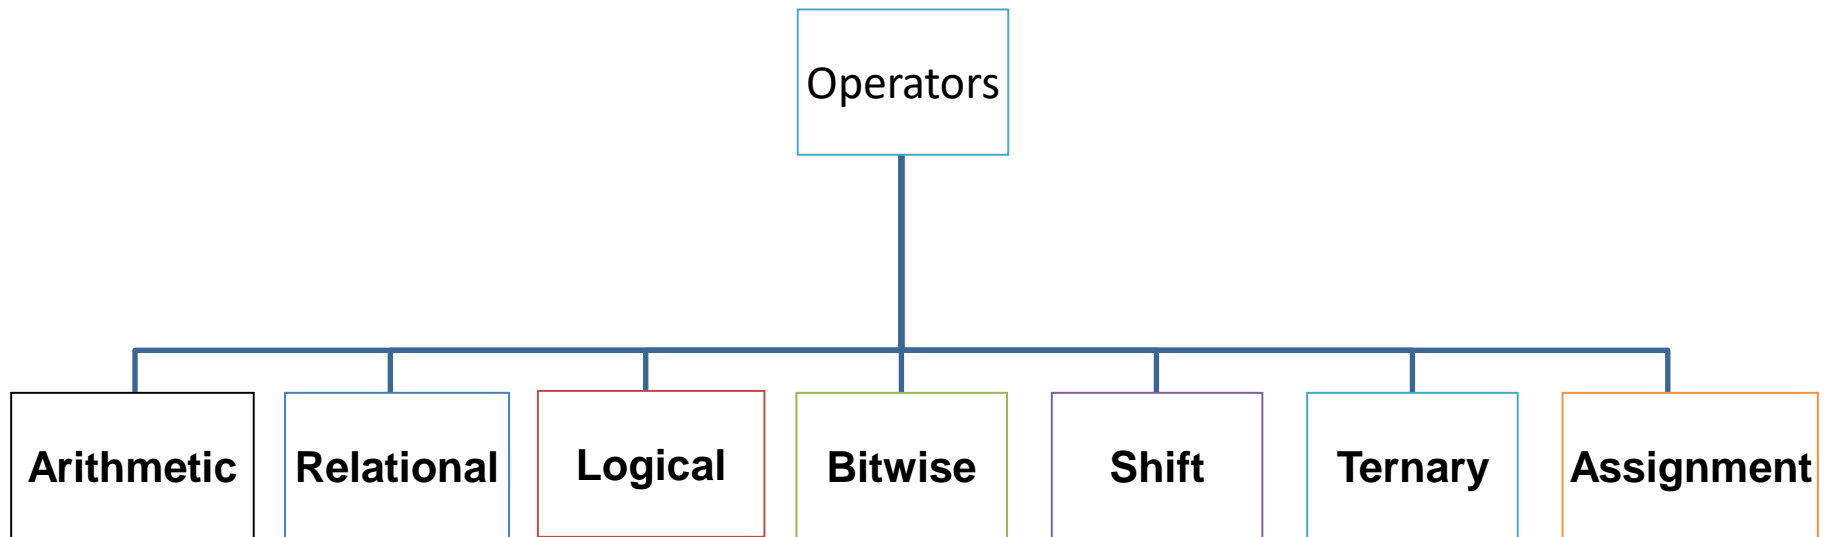 Operators
Arithmetic
Relational
Logical
Bitwise
Shift
Ternary
Assignment